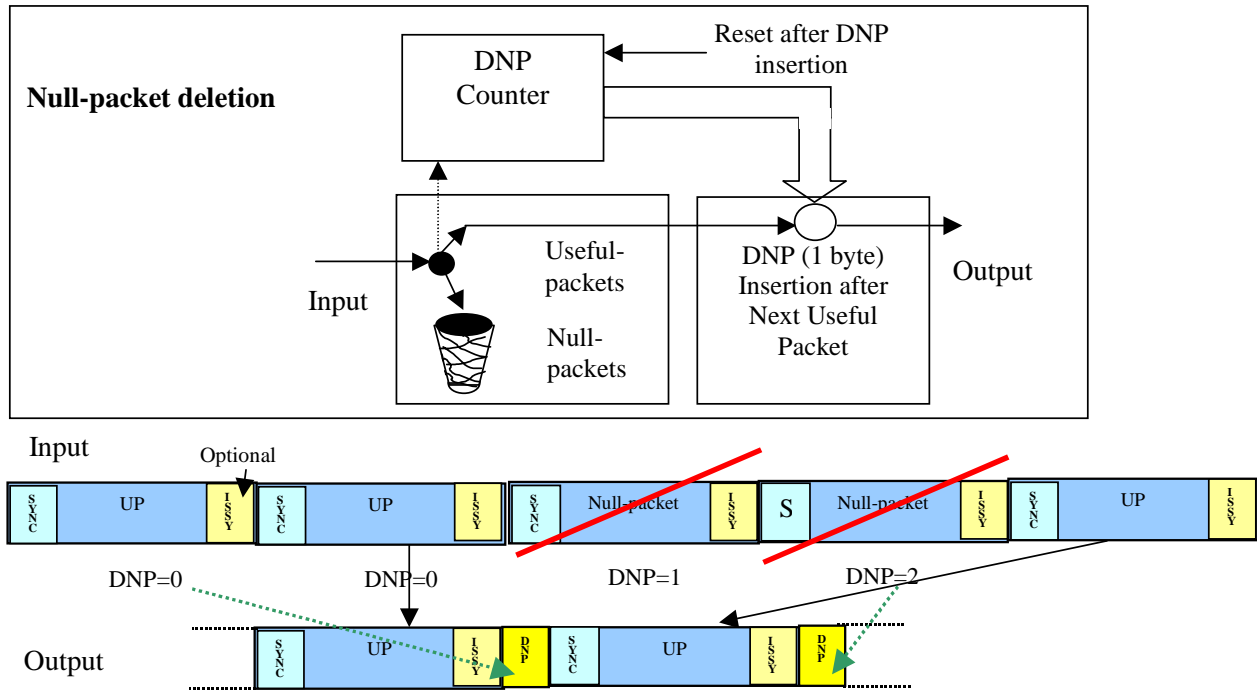 Null-packet deletion
DNP
Counter
Reset after DNP
insertion
Input
Useful-
packets
Null-
packets
DNP (1 byte)
Insertion after
Next Useful
Packet
Output
Input
Optional
SYNC
UP
ISSY
SYNC
UP
ISSY
SYNC
Null-packet
ISSY
S
Null-packet
ISSY
SYNC
UP
ISSY
DNP=0
DNP=0
DNP=1
DNP=2
Output
SYNC
UP
ISSY
DNP
SYNC
UP
ISSY
DNP